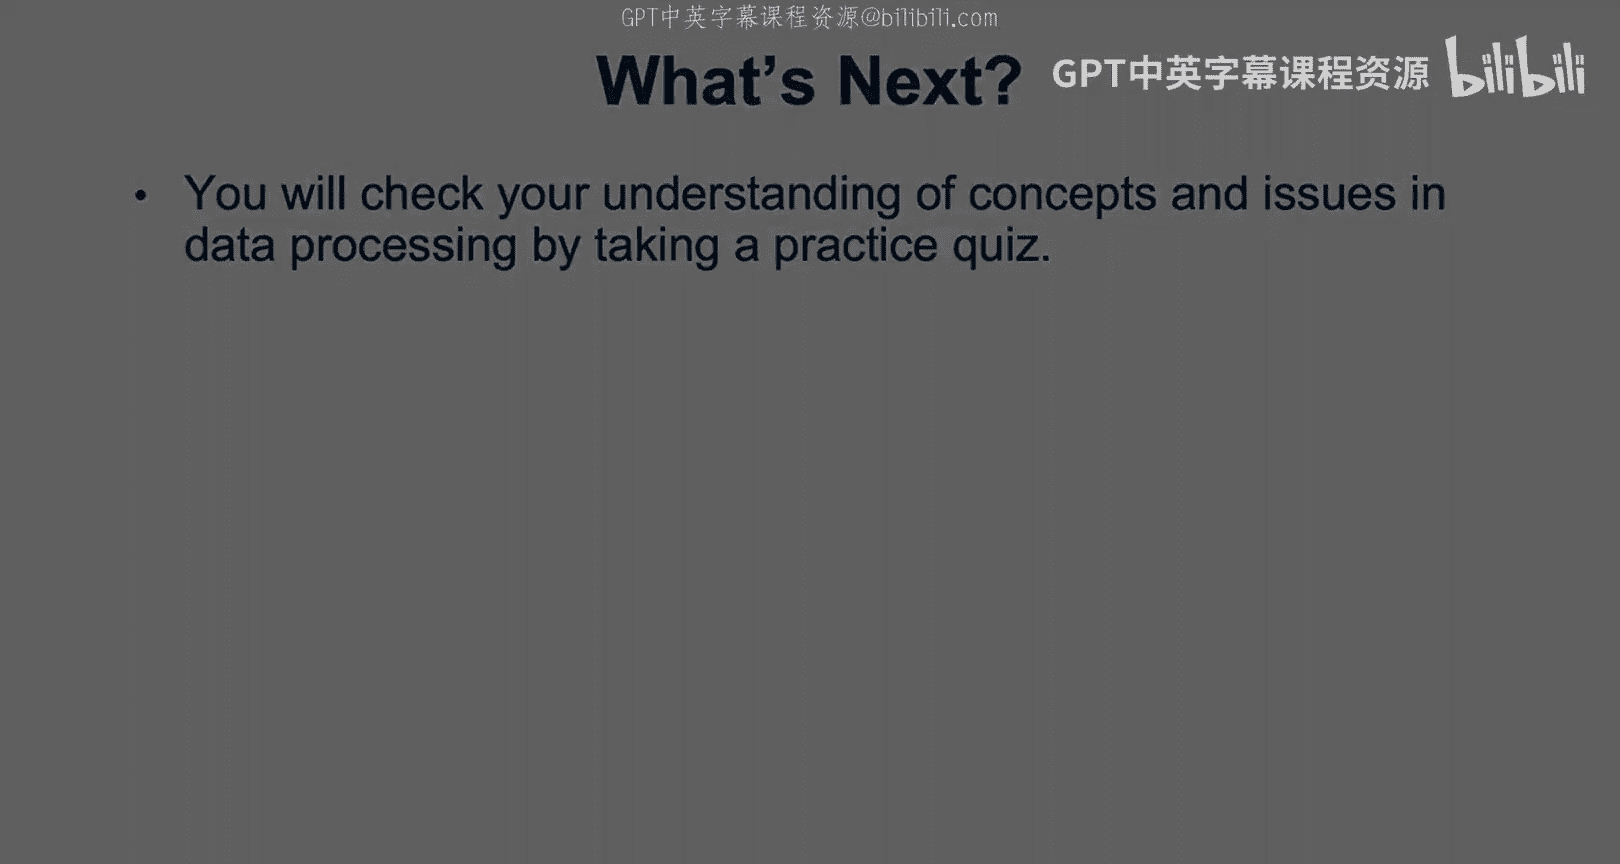 GPT中英字幕课程资源@bilibili.com
What's Next?
GPT中英字幕课程资源 bilibili
• You will check your understanding of concepts and issues in
data processing by taking a practice quiz.